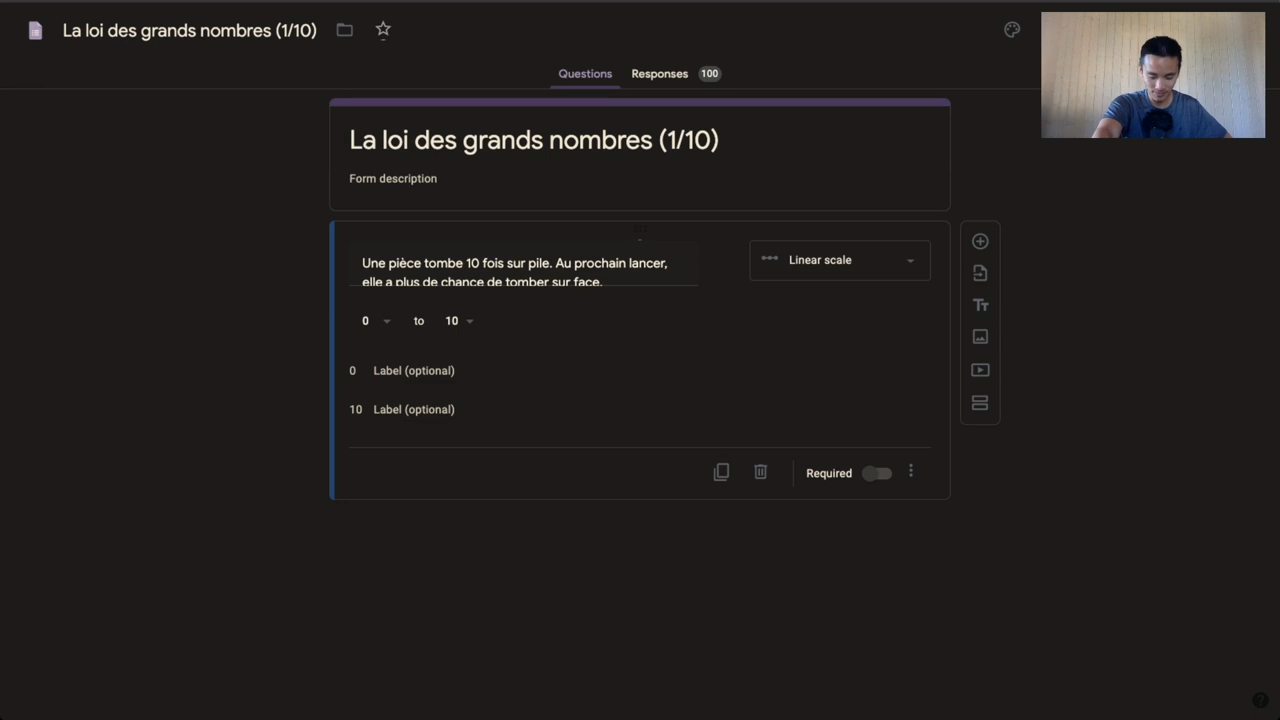 La loi des grands nombres (1/10)
Questions
Responses 100
La loi des grands nombres (1/10)
Form description
Une pièce tombe 10 fois sur pile. Au prochain lancer,
elle a plus de chance de tomber sur face.
Linear scale
0 to 10
0 Label (optional)
10 Label (optional)
Required